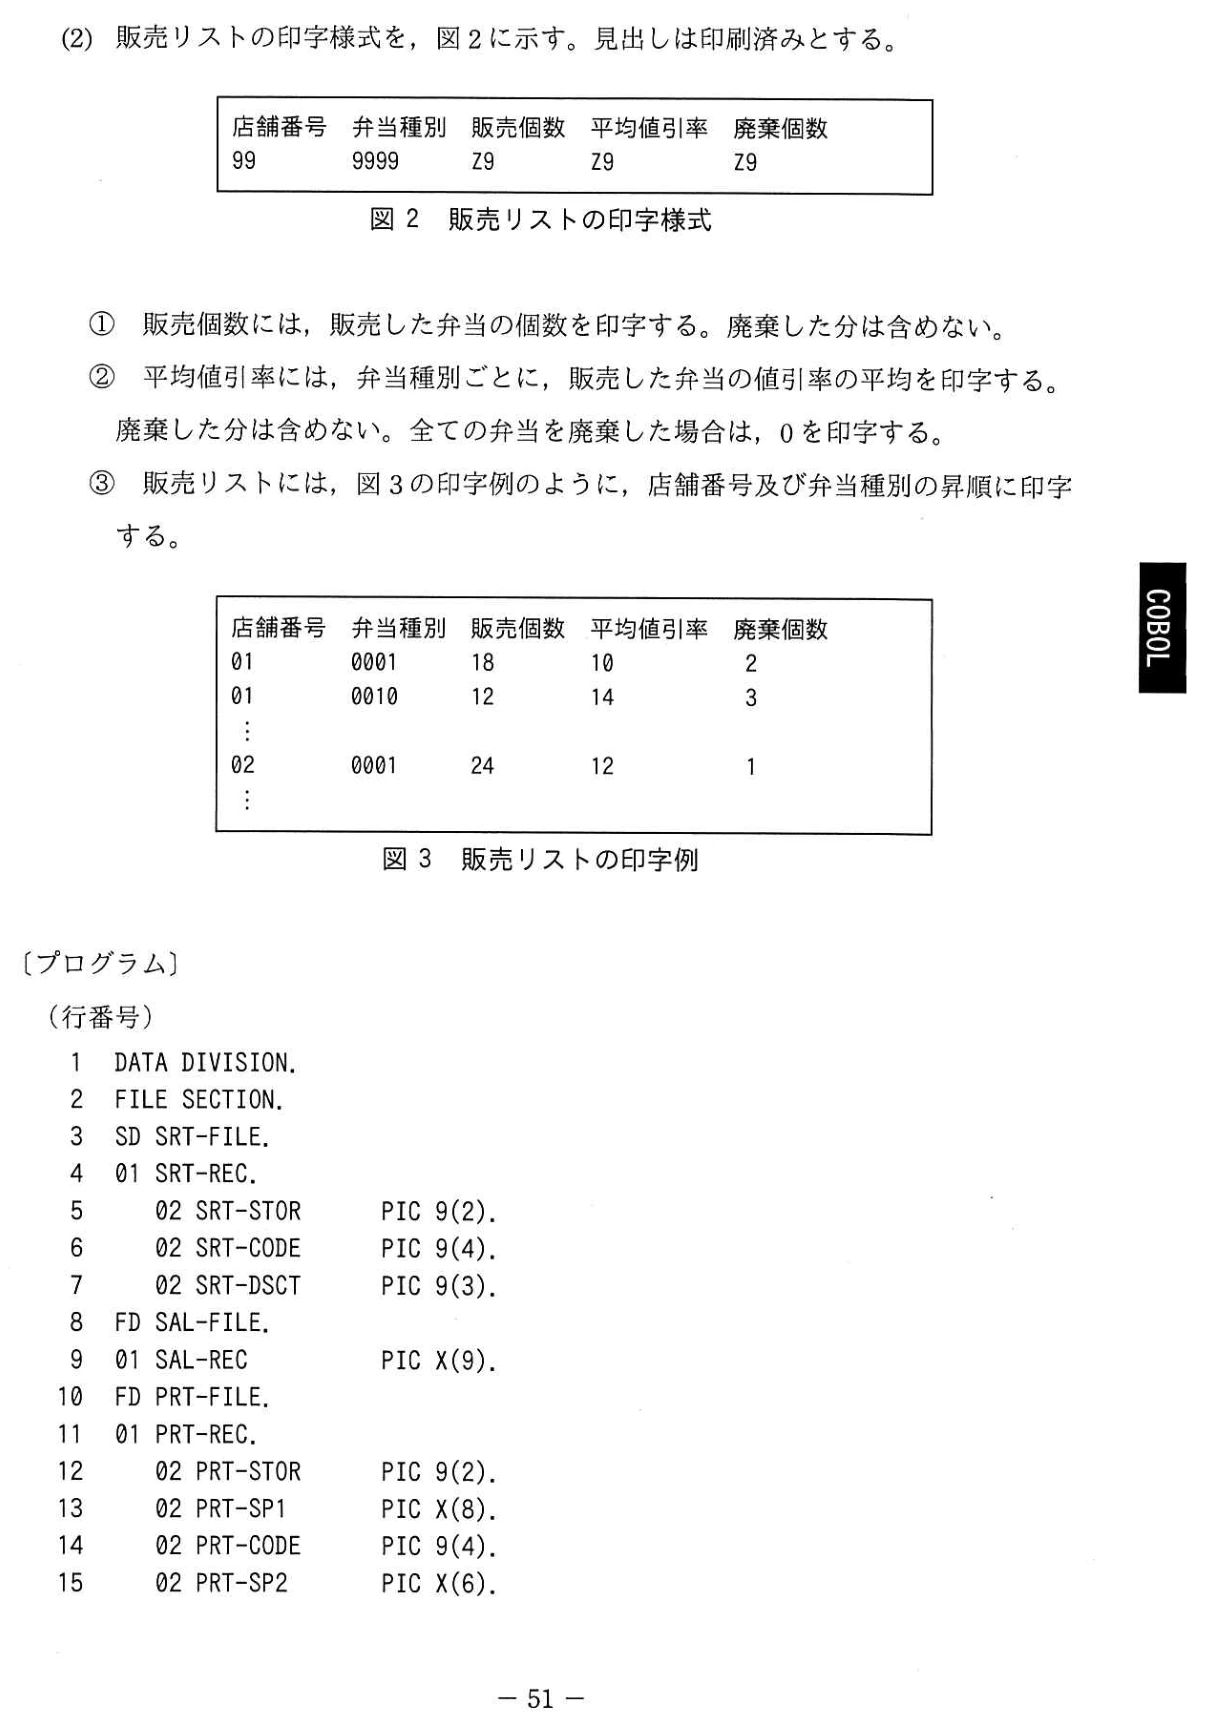 (2) 販売リストの印字様式を，図2に示す。見出しは印刷済みとする。
店舗番号 弁当種別 販売個数 平均値引率 廃棄個数
99 9999 Z9 Z9 Z9
図 2 販売リストの印字様式
① 販売個数には，販売した弁当の個数を印字する。廃棄した分は含めない。
② 平均値引率には，弁当種別ごとに，販売した弁当の値引率の平均を印字する。
廃棄した分は含めない。全ての弁当を廃棄した場合は，0を印字する。
③ 販売リストには，図3の印字例のように，店舗番号及び弁当種別の昇順に印字
する。
COBOL
店舗番号 弁当種別 販売個数 平均値引率 廃棄個数
01 0001 18 10 2
01 0010 12 14 3
⋮
02 0001 24 12 1
⋮
図 3 販売リストの印字例
〔プログラム〕
（行番号）
1 DATA DIVISION.
2 FILE SECTION.
3 SD SRT-FILE.
4 01 SRT-REC.
5 02 SRT-STOR PIC 9(2).
6 02 SRT-CODE PIC 9(4).
7 02 SRT-DSCT PIC 9(3).
8 FD SAL-FILE.
9 01 SAL-REC PIC X(9).
10 FD PRT-FILE.
11 01 PRT-REC.
12 02 PRT-STOR PIC 9(2).
13 02 PRT-SP1 PIC X(8).
14 02 PRT-CODE PIC 9(4).
15 02 PRT-SP2 PIC X(6).
— 51 —